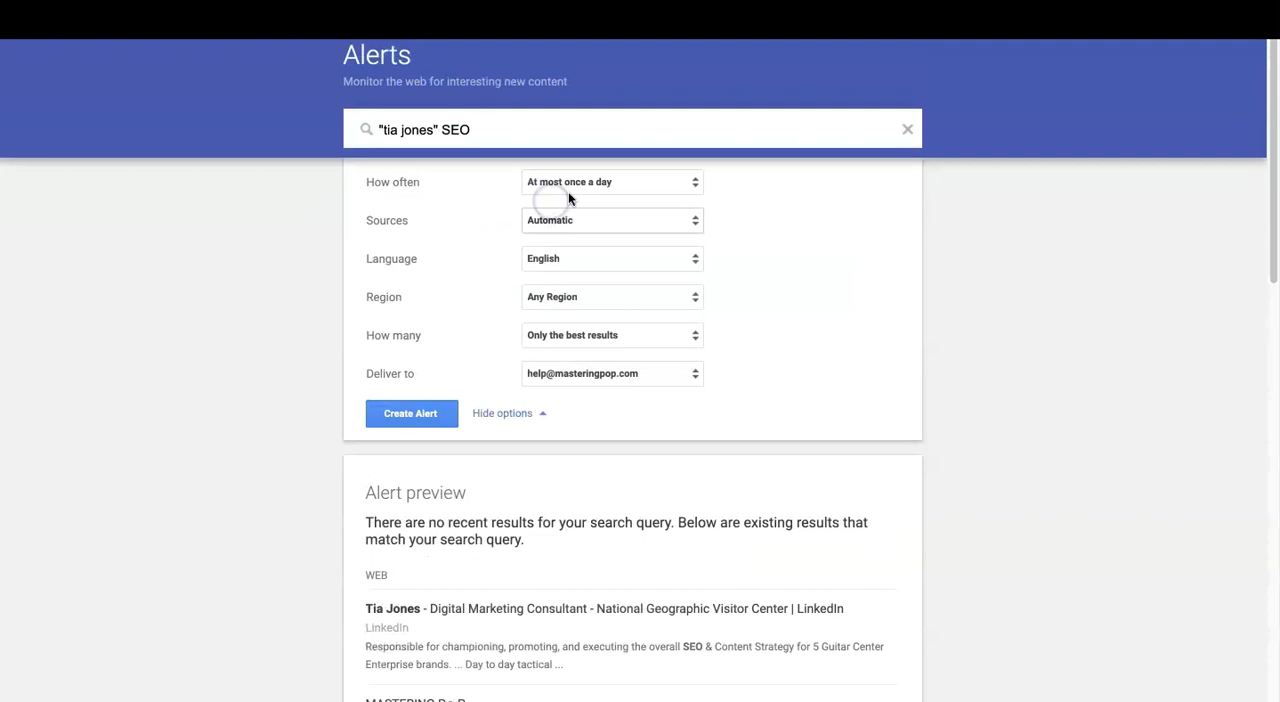 Alerts
Monitor the web for interesting new content
"tia jones" SEO
How often At most once a day
Sources Automatic
Language English
Region Any Region
How many Only the best results
Deliver to help@masteringpop.com
Create Alert Hide options
Alert preview
There are no recent results for your search query. Below are existing results that
match your search query.
WEB
Tia Jones - Digital Marketing Consultant - National Geographic Visitor Center | LinkedIn
LinkedIn
Responsible for championing, promoting, and executing the overall SEO & Content Strategy for 5 Guitar Center
Enterprise brands. ... Day to day tactical ...